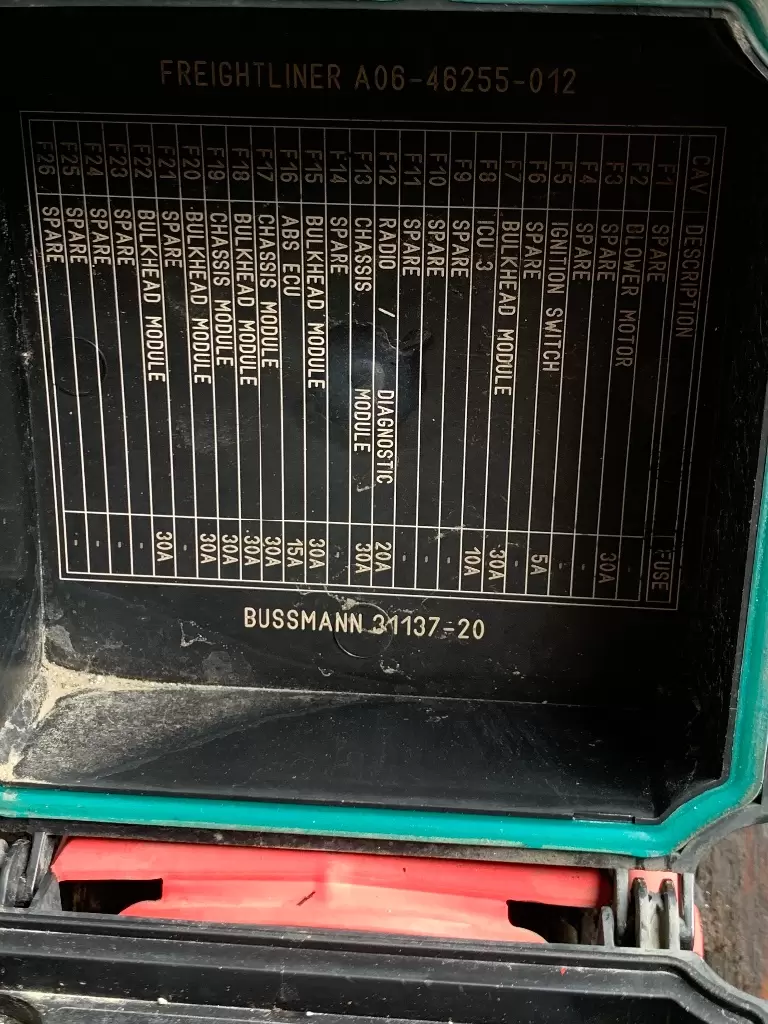 FREIGHTLINER A06-46255-012
CAV DESCRIPTION FUSE
F1 SPARE -
F2 BLOWER MOTOR 30A
F3 SPARE -
F4 SPARE -
F5 IGNITION SWITCH 5A
F6 SPARE -
F7 BULKHEAD MODULE 30A
F8 ICU 3 10A
F9 SPARE -
F10 SPARE -
F11 SPARE -
F12 RADIO / DIAGNOSTIC 20A
F13 CHASSIS MODULE 30A
F14 SPARE -
F15 BULKHEAD MODULE 30A
F16 ABS ECU 15A
F17 CHASSIS MODULE 30A
F18 BULKHEAD MODULE 30A
F19 CHASSIS MODULE 30A
F20 BULKHEAD MODULE 30A
F21 SPARE -
F22 BULKHEAD MODULE 30A
F23 SPARE -
F24 SPARE -
F25 SPARE -
F26 SPARE -
BUSSMANN 31137-20